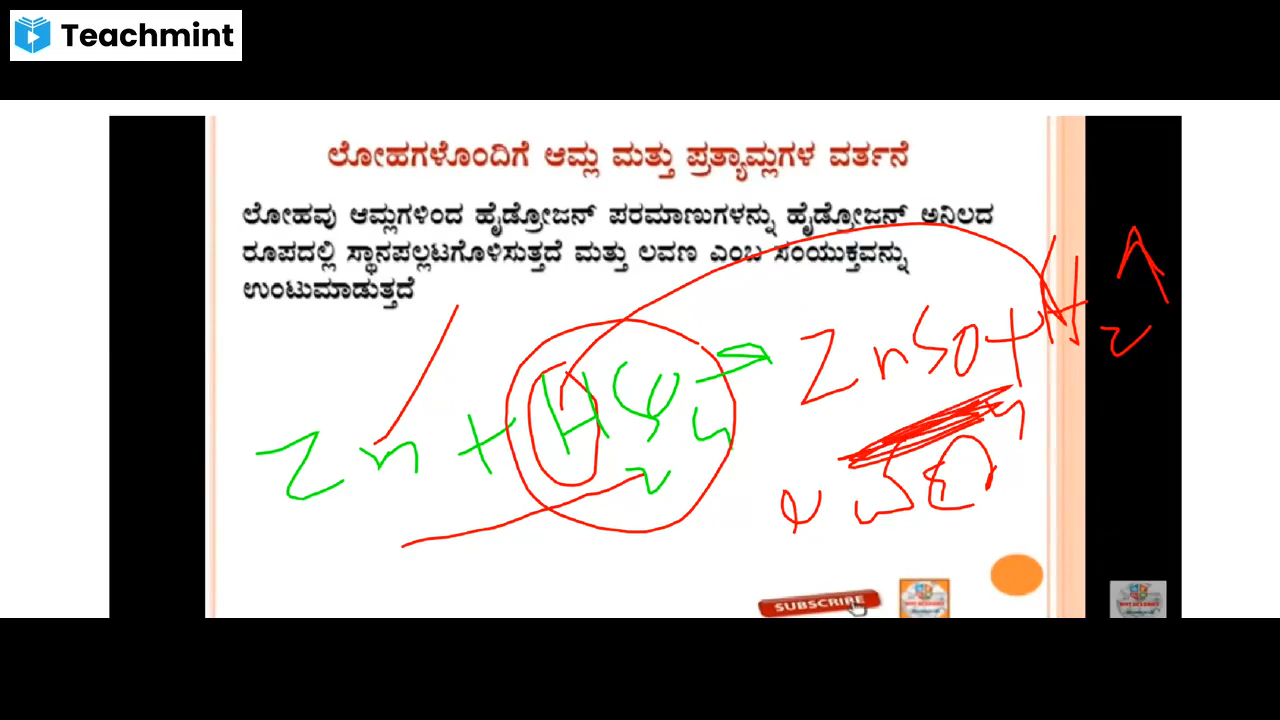 Teachmint
ಲೋಹಗಳೊಂದಿಗೆ ಆಮ್ಲ ಮತ್ತು ಪ್ರತ್ಯಾಮ್ಲಗಳ ವರ್ತನೆ
ಲೋಹವು ಆಮ್ಲಗಳಿಂದ ಹೈಡ್ರೋಜನ್ ಪರಮಾಣುಗಳನ್ನು ಹೈಡ್ರೋಜನ್ ಅನಿಲದ
ರೂಪದಲ್ಲಿ ಸ್ಥಾನಪಲ್ಲಟಗೊಳಿಸುತ್ತದೆ ಮತ್ತು ಲವಣ ಎಂಬ ಸಂಯುಕ್ತವನ್ನು
ಉಂಟುಮಾಡುತ್ತದೆ
Zn + H2SO4 → ZnSO4 + H2 ↑
ಲವಣ
SUBSCRIBE